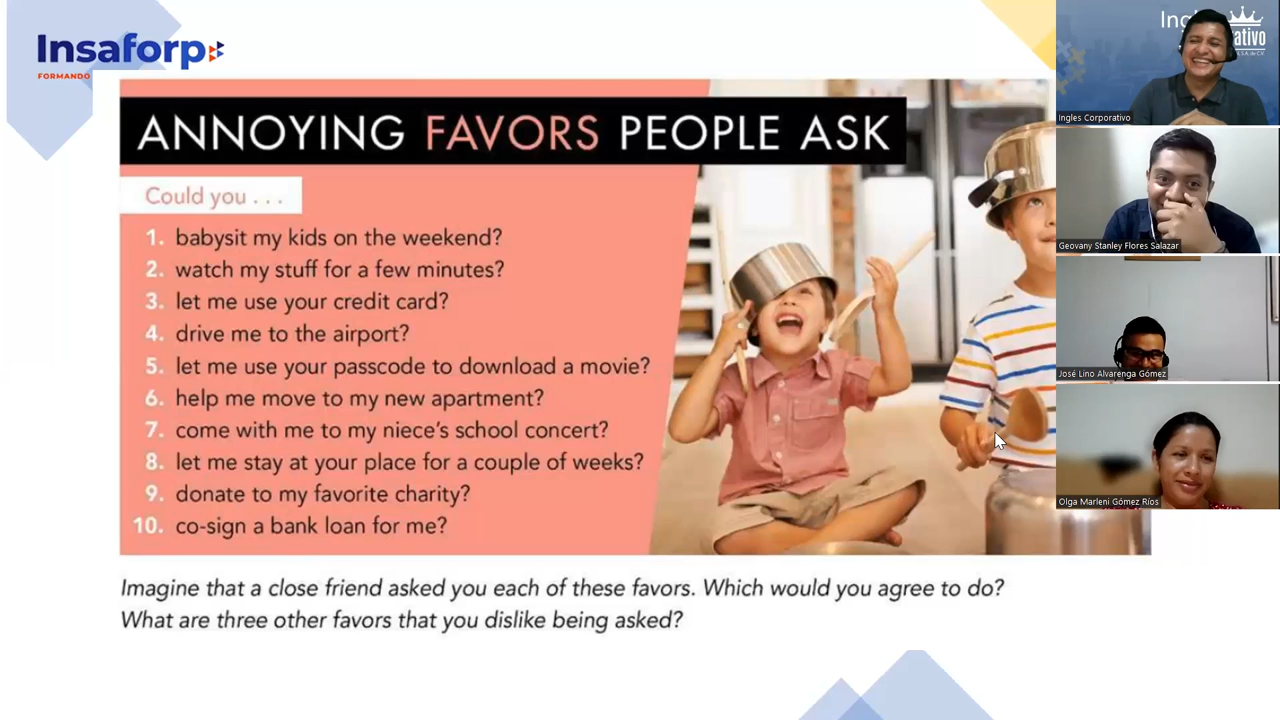 Insaforp
FORMANDO
ANNOYING FAVORS PEOPLE ASK
Could you . . .
1. babysit my kids on the weekend?
2. watch my stuff for a few minutes?
3. let me use your credit card?
4. drive me to the airport?
5. let me use your passcode to download a movie?
6. help me move to my new apartment?
7. come with me to my niece's school concert?
8. let me stay at your place for a couple of weeks?
9. donate to my favorite charity?
10. co-sign a bank loan for me?
Imagine that a close friend asked you each of these favors. Which would you agree to do?
What are three other favors that you dislike being asked?
Ingles Corporativo
Geovany Stanley Flores Salazar
José Lino Alvarenga Gómez
Olga Marleni Gómez Ríos